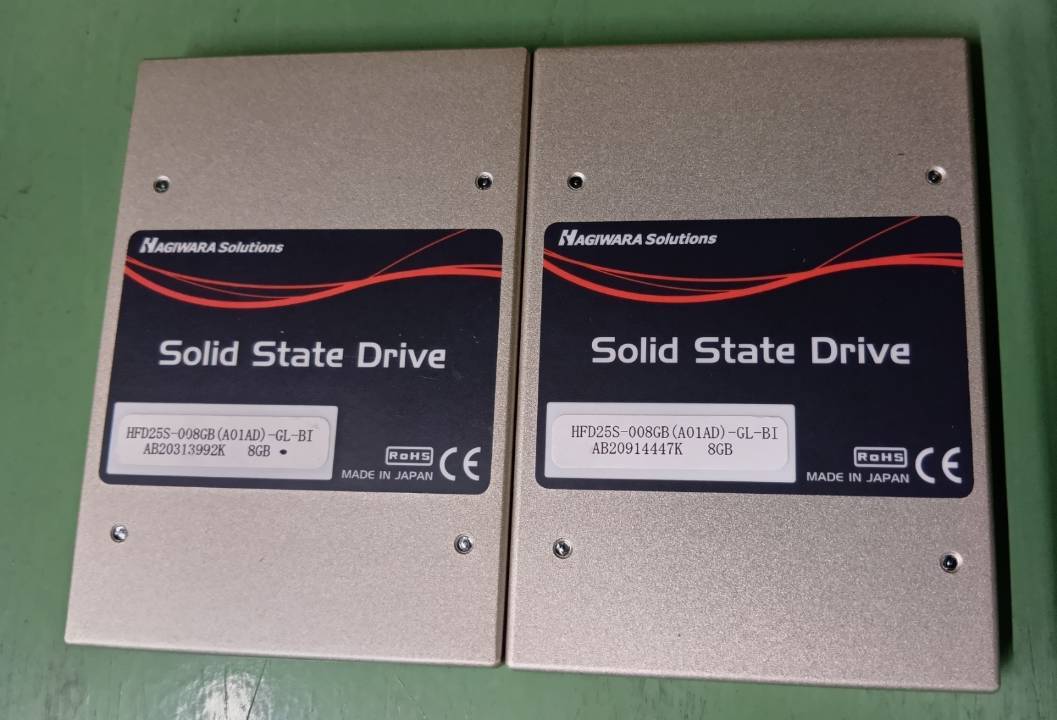 HAGIWARA Solutions
Solid State Drive
HFD25S-008GB(A01AD)-GL-BI
AB20313992K 8GB •
RoHS CE
MADE IN JAPAN
HAGIWARA Solutions
Solid State Drive
HFD25S-008GB(A01AD)-GL-BI
AB20914447K 8GB
RoHS CE
MADE IN JAPAN